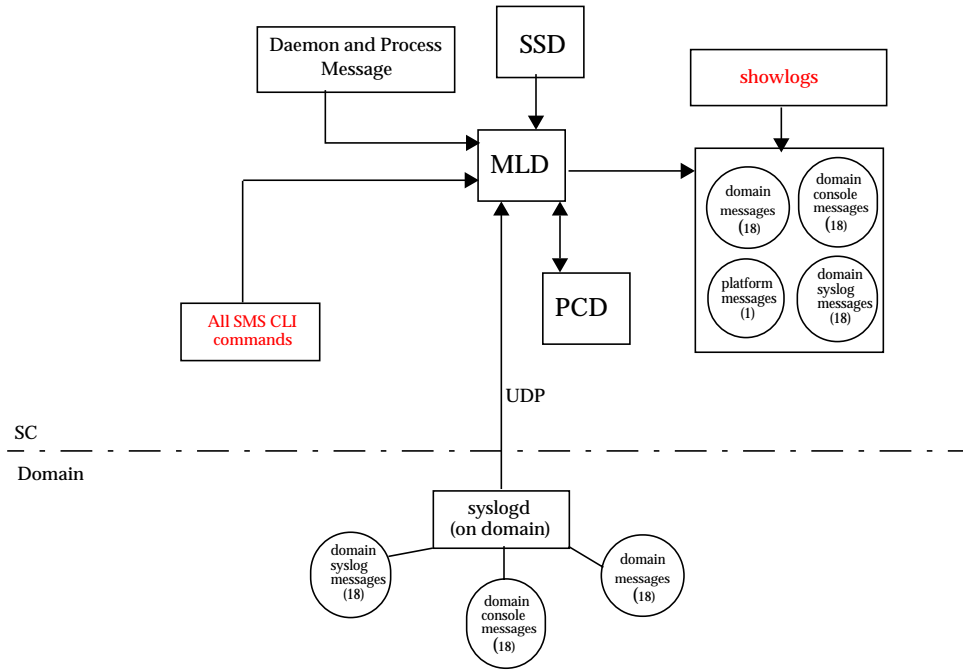 Daemon and Process
Message
SSD
showlogs
MLD
domain
messages
(18)
domain
console
messages
(18)
platform
messages
(1)
domain
syslog
messages
(18)
PCD
All SMS CLI
commands
UDP
SC
Domain
syslogd
(on domain)
domain
syslog
messages
(18)
domain
console
messages
(18)
domain
messages
(18)